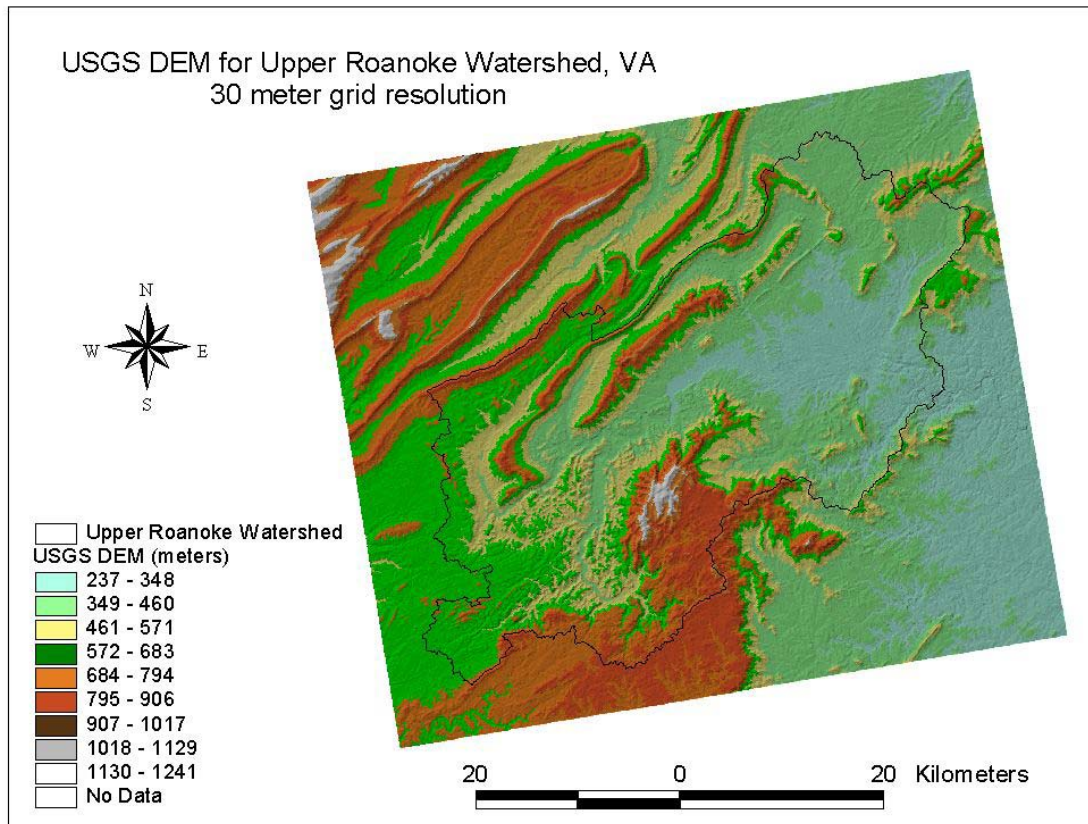 USGS DEM for Upper Roanoke Watershed, VA
30 meter grid resolution
N
W
E
S
Upper Roanoke Watershed
USGS DEM (meters)
237 - 348
349 - 460
461 - 571
572 - 683
684 - 794
795 - 906
907 - 1017
1018 - 1129
1130 - 1241
No Data
20 0 20 Kilometers